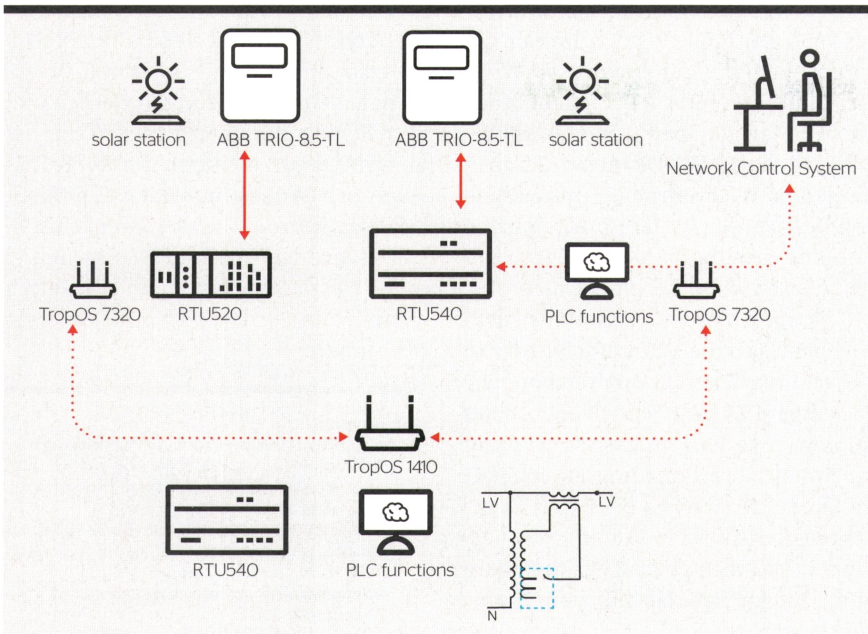 solar station
ABB TRIO-8.5-TL
ABB TRIO-8.5-TL
solar station
Network Control System
TropOS 7320
RTU520
RTU540
PLC functions
TropOS 7320
TropOS 1410
RTU540
PLC functions
LV
LV
N